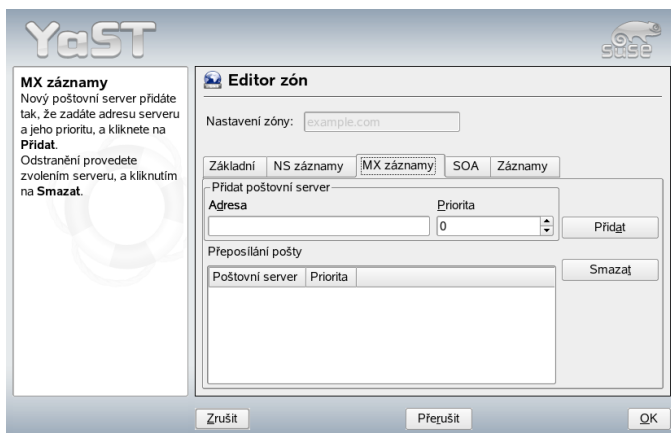 YaST
SUSE
MX záznamy
Nový poštovní server přidáte
tak, že zadáte adresu serveru
a jeho prioritu, a kliknete na
Přidat.
Odstranění provedete
zvolením serveru, a kliknutím
na Smazat.
Editor zón
Nastavení zóny: example.com
Základní NS záznamy MX záznamy SOA Záznamy
Přidat poštovní server
Adresa Priorita
0 Přidat
Přeposílání pošty
Smazat
Poštovní server Priorita
Zrušit Přerušit OK